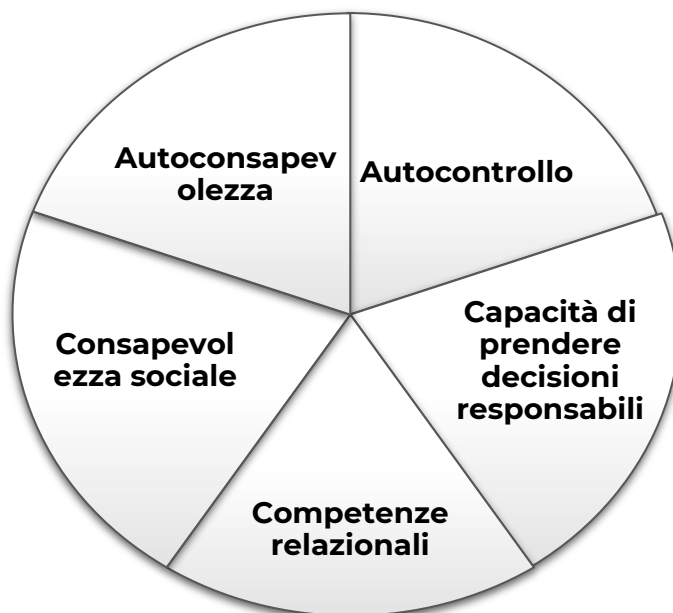 Autoconsapev
olezza
Autocontrollo
Consapevol
ezza sociale
Capacità di
prendere
decisioni
responsabili
Competenze
relazionali